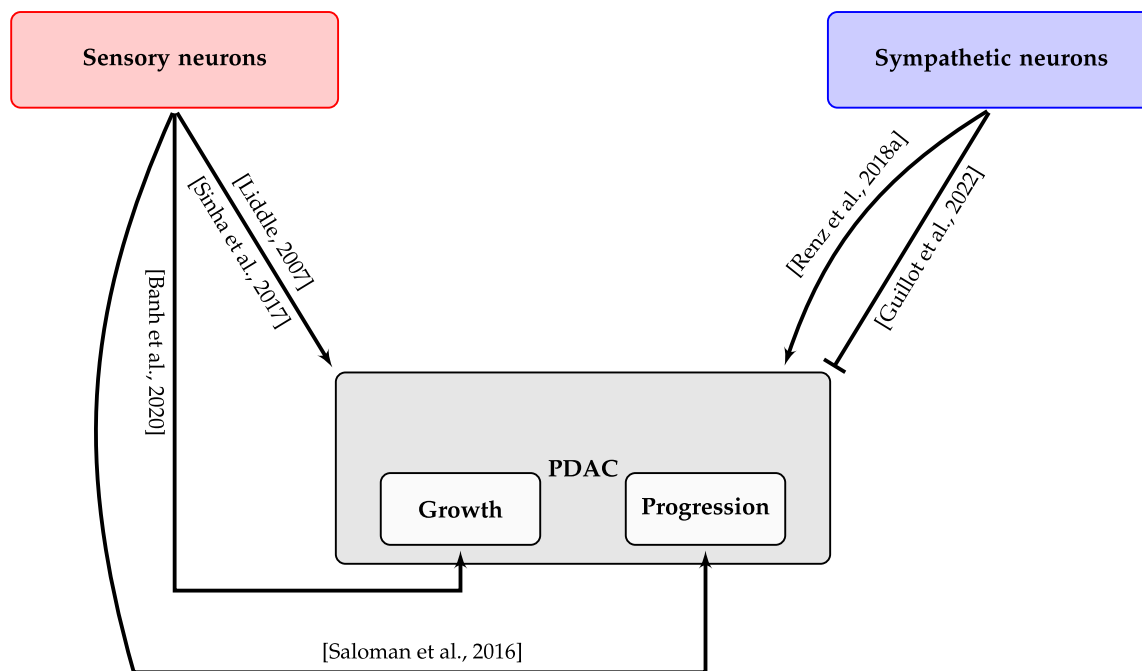 Sensory neurons
Sympathetic neurons
[Liddle, 2007]
[Sinha et al., 2017]
[Banh et al., 2020]
[Renz et al., 2018a]
[Guillot et al., 2022]
PDAC
Growth
Progression
[Saloman et al., 2016]